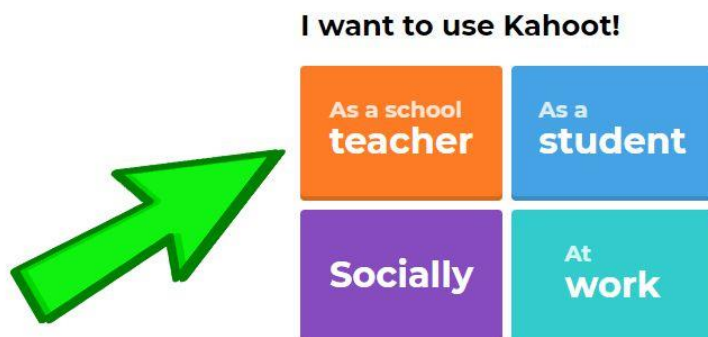 I want to use Kahoot!
As a school
teacher
As a
student
Socially
At
work